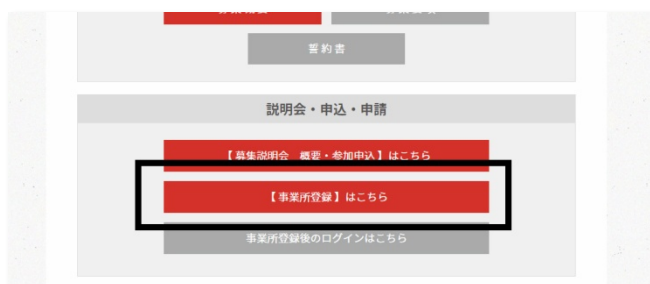 誓約書
説明会・申込・申請
【募集説明会 概要・参加申込】はこちら
【事業所登録】はこちら
事業所登録後のログインはこちら